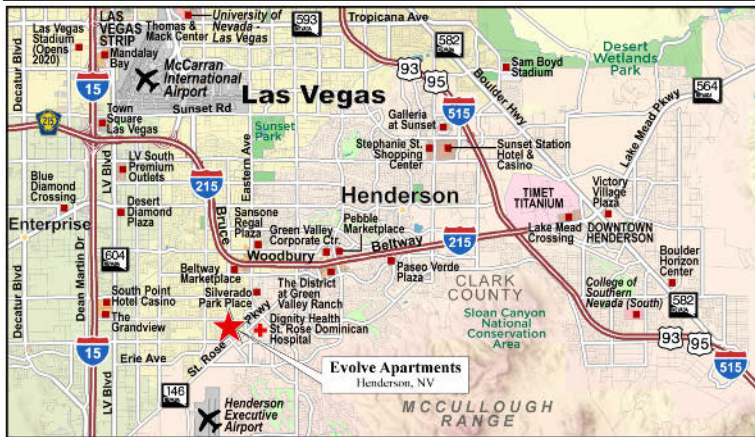 Las Vegas
Stadium (Opens
2020)
LAS
VEGAS
STRIP
Mandalay
Bay
Thomas &
Mack Center
University of
Nevada -
Las Vegas
593
Tropicana Ave
582
Sam Boyd
Stadium
Desert
Wetlands
Park
564
Decatur Blvd
15
McCarran
International
Airport
93
95
Boulder Hwy
Lake Mead Pkwy
Town
Square
Las Vegas
Sunset Rd
Las Vegas
215
Sunset
Park
Galleria
at Sunset
515
Stephanie St.
Shopping
Center
Sunset Station
Hotel &
Casino
LV Blvd
LV South
Premium
Outlets
215
Eastern Ave
Henderson
TIMET
TITANIUM
Victory
Village
Plaza
Blue
Diamond
Crossing
Enterprise
Desert
Diamond
Plaza
Bruce
Sansone
Regal
Plaza
Green Valley
Corporate Ctr.
Pebble
Marketplace
Woodbury
Beltway
215
Lake Mead
Crossing
DOWNTOWN
HENDERSON
Dean Martin Dr
604
Beltway
Marketplace
Paseo Verde
Plaza
Boulder
Horizon
Center
CLARK
COUNTY
Decatur Blvd
South Point
Hotel Casino
The
Grandview
Silverado
Park Place
The District
at Green
Valley Ranch
Sloan Canyon
National
Conservation
Area
College of
Southern
Nevada (South)
582
St. Rose Pkwy
Dignity Health
St. Rose Dominican
Hospital
93
95
15
Erie Ave
Evolve Apartments
Henderson, NV
515
LV Blvd
146
Henderson
Executive
Airport
MCCULLOUGH
RANGE